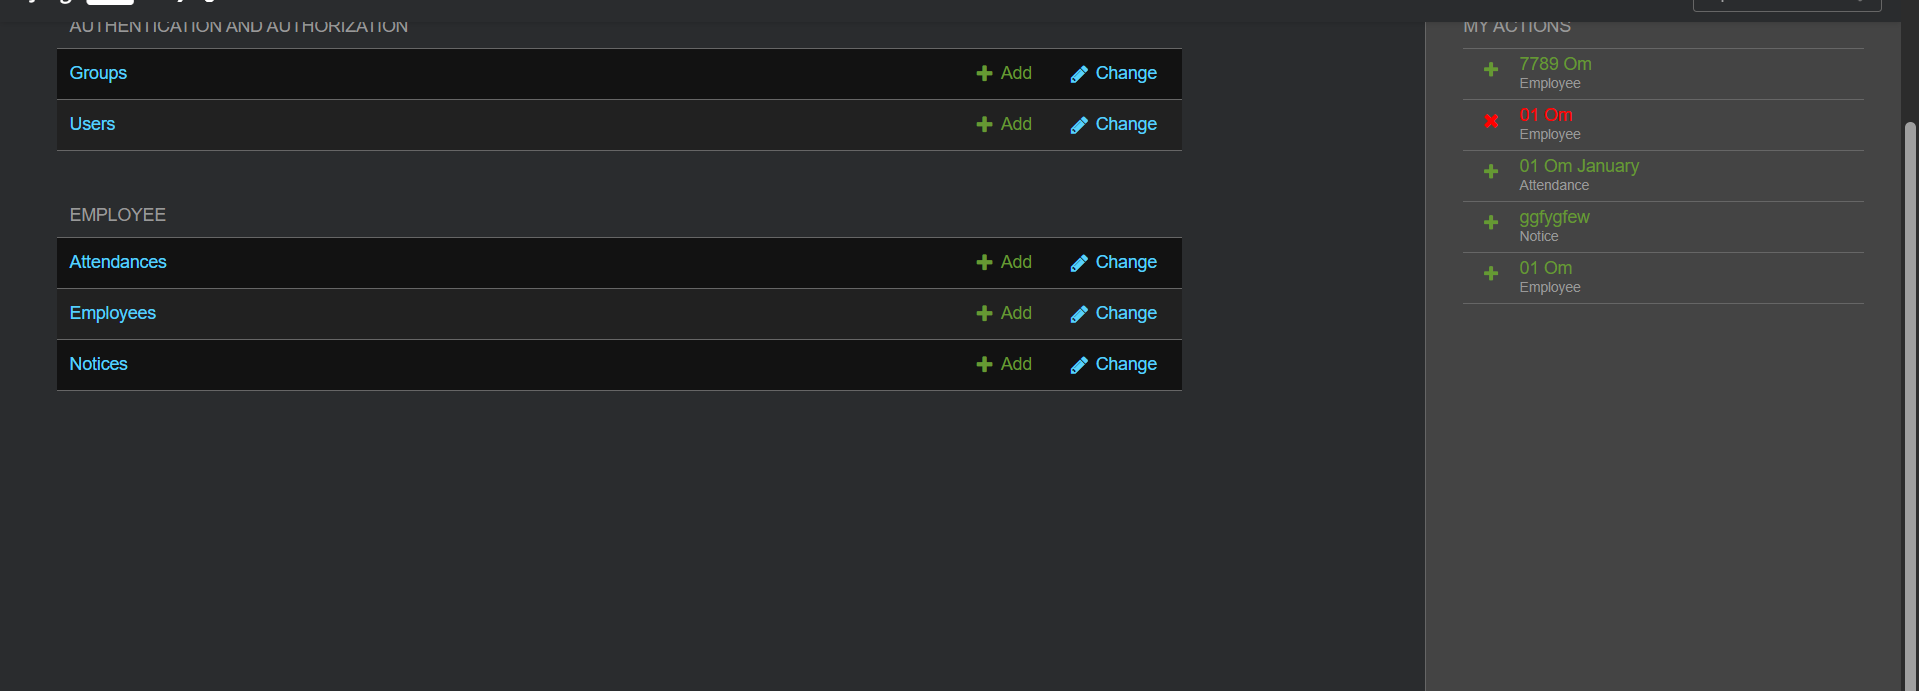 AUTHENTICATION AND AUTHORIZATION
Groups Add Change
Users Add Change
EMPLOYEE
Attendances Add Change
Employees Add Change
Notices Add Change
MY ACTIONS
7789 Om
Employee
01 Om
Employee
01 Om January
Attendance
ggfygfew
Notice
01 Om
Employee